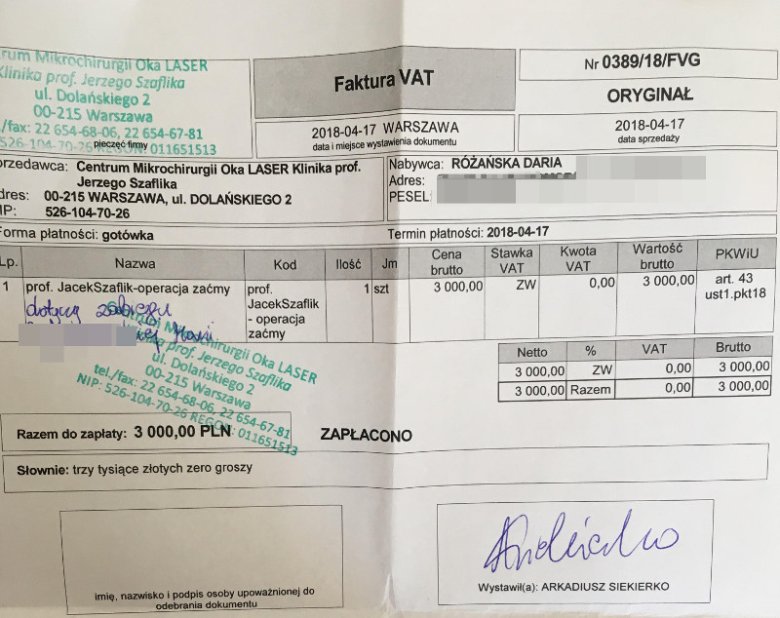 rum Mikrochirurgii Oka LASER
Klinika prof. Jerzego Szaflika
ul. Dolańskiego 2
00-215 Warszawa
/fax: 22 654-68-06, 22 654-67-81
526-104-70-26 REGON: 011651513
pieczęć firmy
Faktura VAT
2018-04-17 WARSZAWA
data i miejsce wystawienia dokumentu
Nr 0389/18/FVG
ORYGINAŁ
2018-04-17
data sprzedaży
przedawca: Centrum Mikrochirurgii Oka LASER Klinika prof.
Jerzego Szaflika
dres: 00-215 WARSZAWA, ul. DOLAŃSKIEGO 2
IP: 526-104-70-26
Nabywca: RÓŻAŃSKA DARIA
Adres:
PESEL:
Forma płatności: gotówka
Termin płatności: 2018-04-17
Lp. Nazwa Kod Ilość Jm Cena brutto Stawka VAT Kwota VAT Wartość brutto PKWiU
1 prof. JacekSzaflik-operacja zaćmy prof. JacekSzaflik - operacja zaćmy 1 szt 3 000,00 ZW 0,00 3 000,00 art. 43 ust1.pkt18
dotyczy zabiegu
Mikrochirurgii Oka LASER
prof. Jerzego Szaflika
ul. Dolańskiego 2
00-215 Warszawa
tel./fax: 22 654-68-06, 22 654-67-81
NIP: 526-104-70-26 REGON: 011651513
Netto % VAT Brutto
3 000,00 ZW 0,00 3 000,00
3 000,00 Razem 0,00 3 000,00
Razem do zapłaty: 3 000,00 PLN
ZAPŁACONO
Słownie: trzy tysiące złotych zero groszy
imię, nazwisko i podpis osoby upoważnionej do
odebrania dokumentu
Wystawił(a): ARKADIUSZ SIEKIERKO